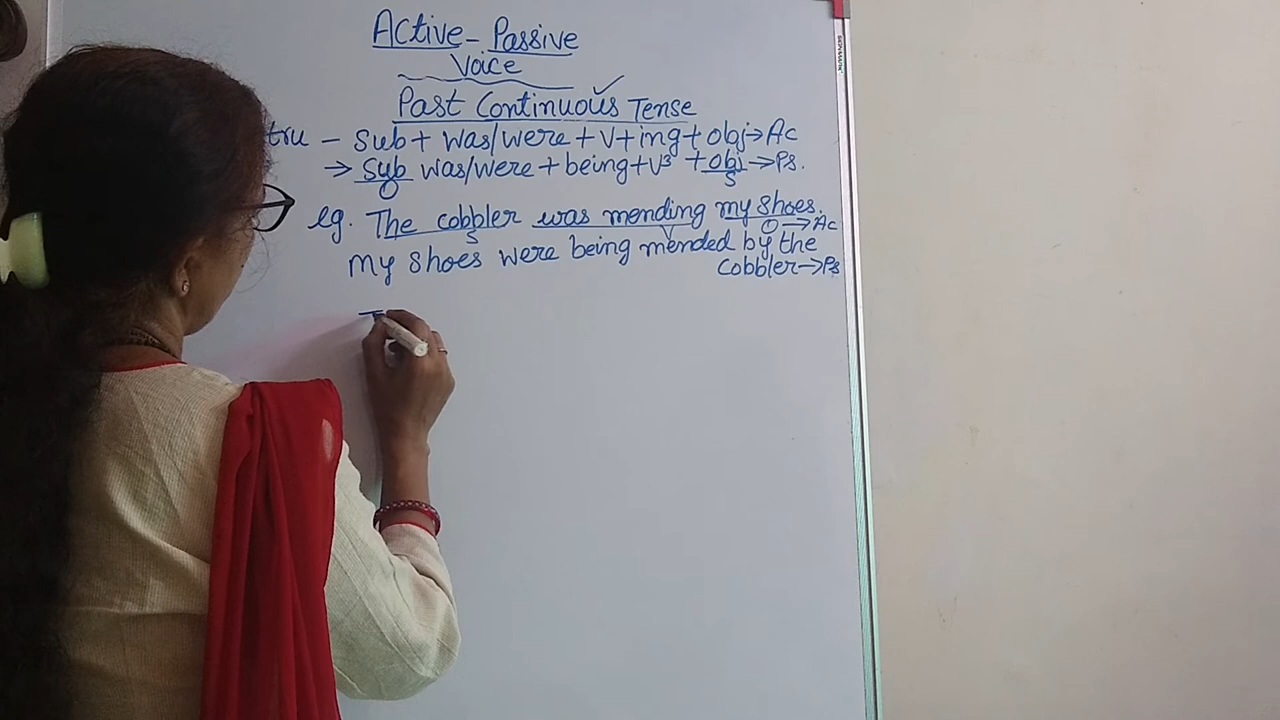 Active - Passive
Voice
Past Continuous Tense
tru - Sub + was/were + V + ing + obj → Ac
→ Sub was/were + being + V³ + obj → Ps.
O S
eg. The cobbler was mending my shoes.
S V O → Ac
My shoes were being mended by the
cobbler → Ps